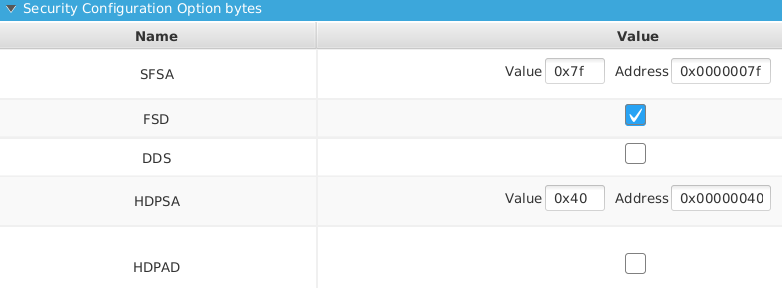 Security Configuration Option bytes
Name Value
SFSA Value 0x7f Address 0x0000007f
FSD
DDS
HDPSA Value 0x40 Address 0x00000040
HDPAD